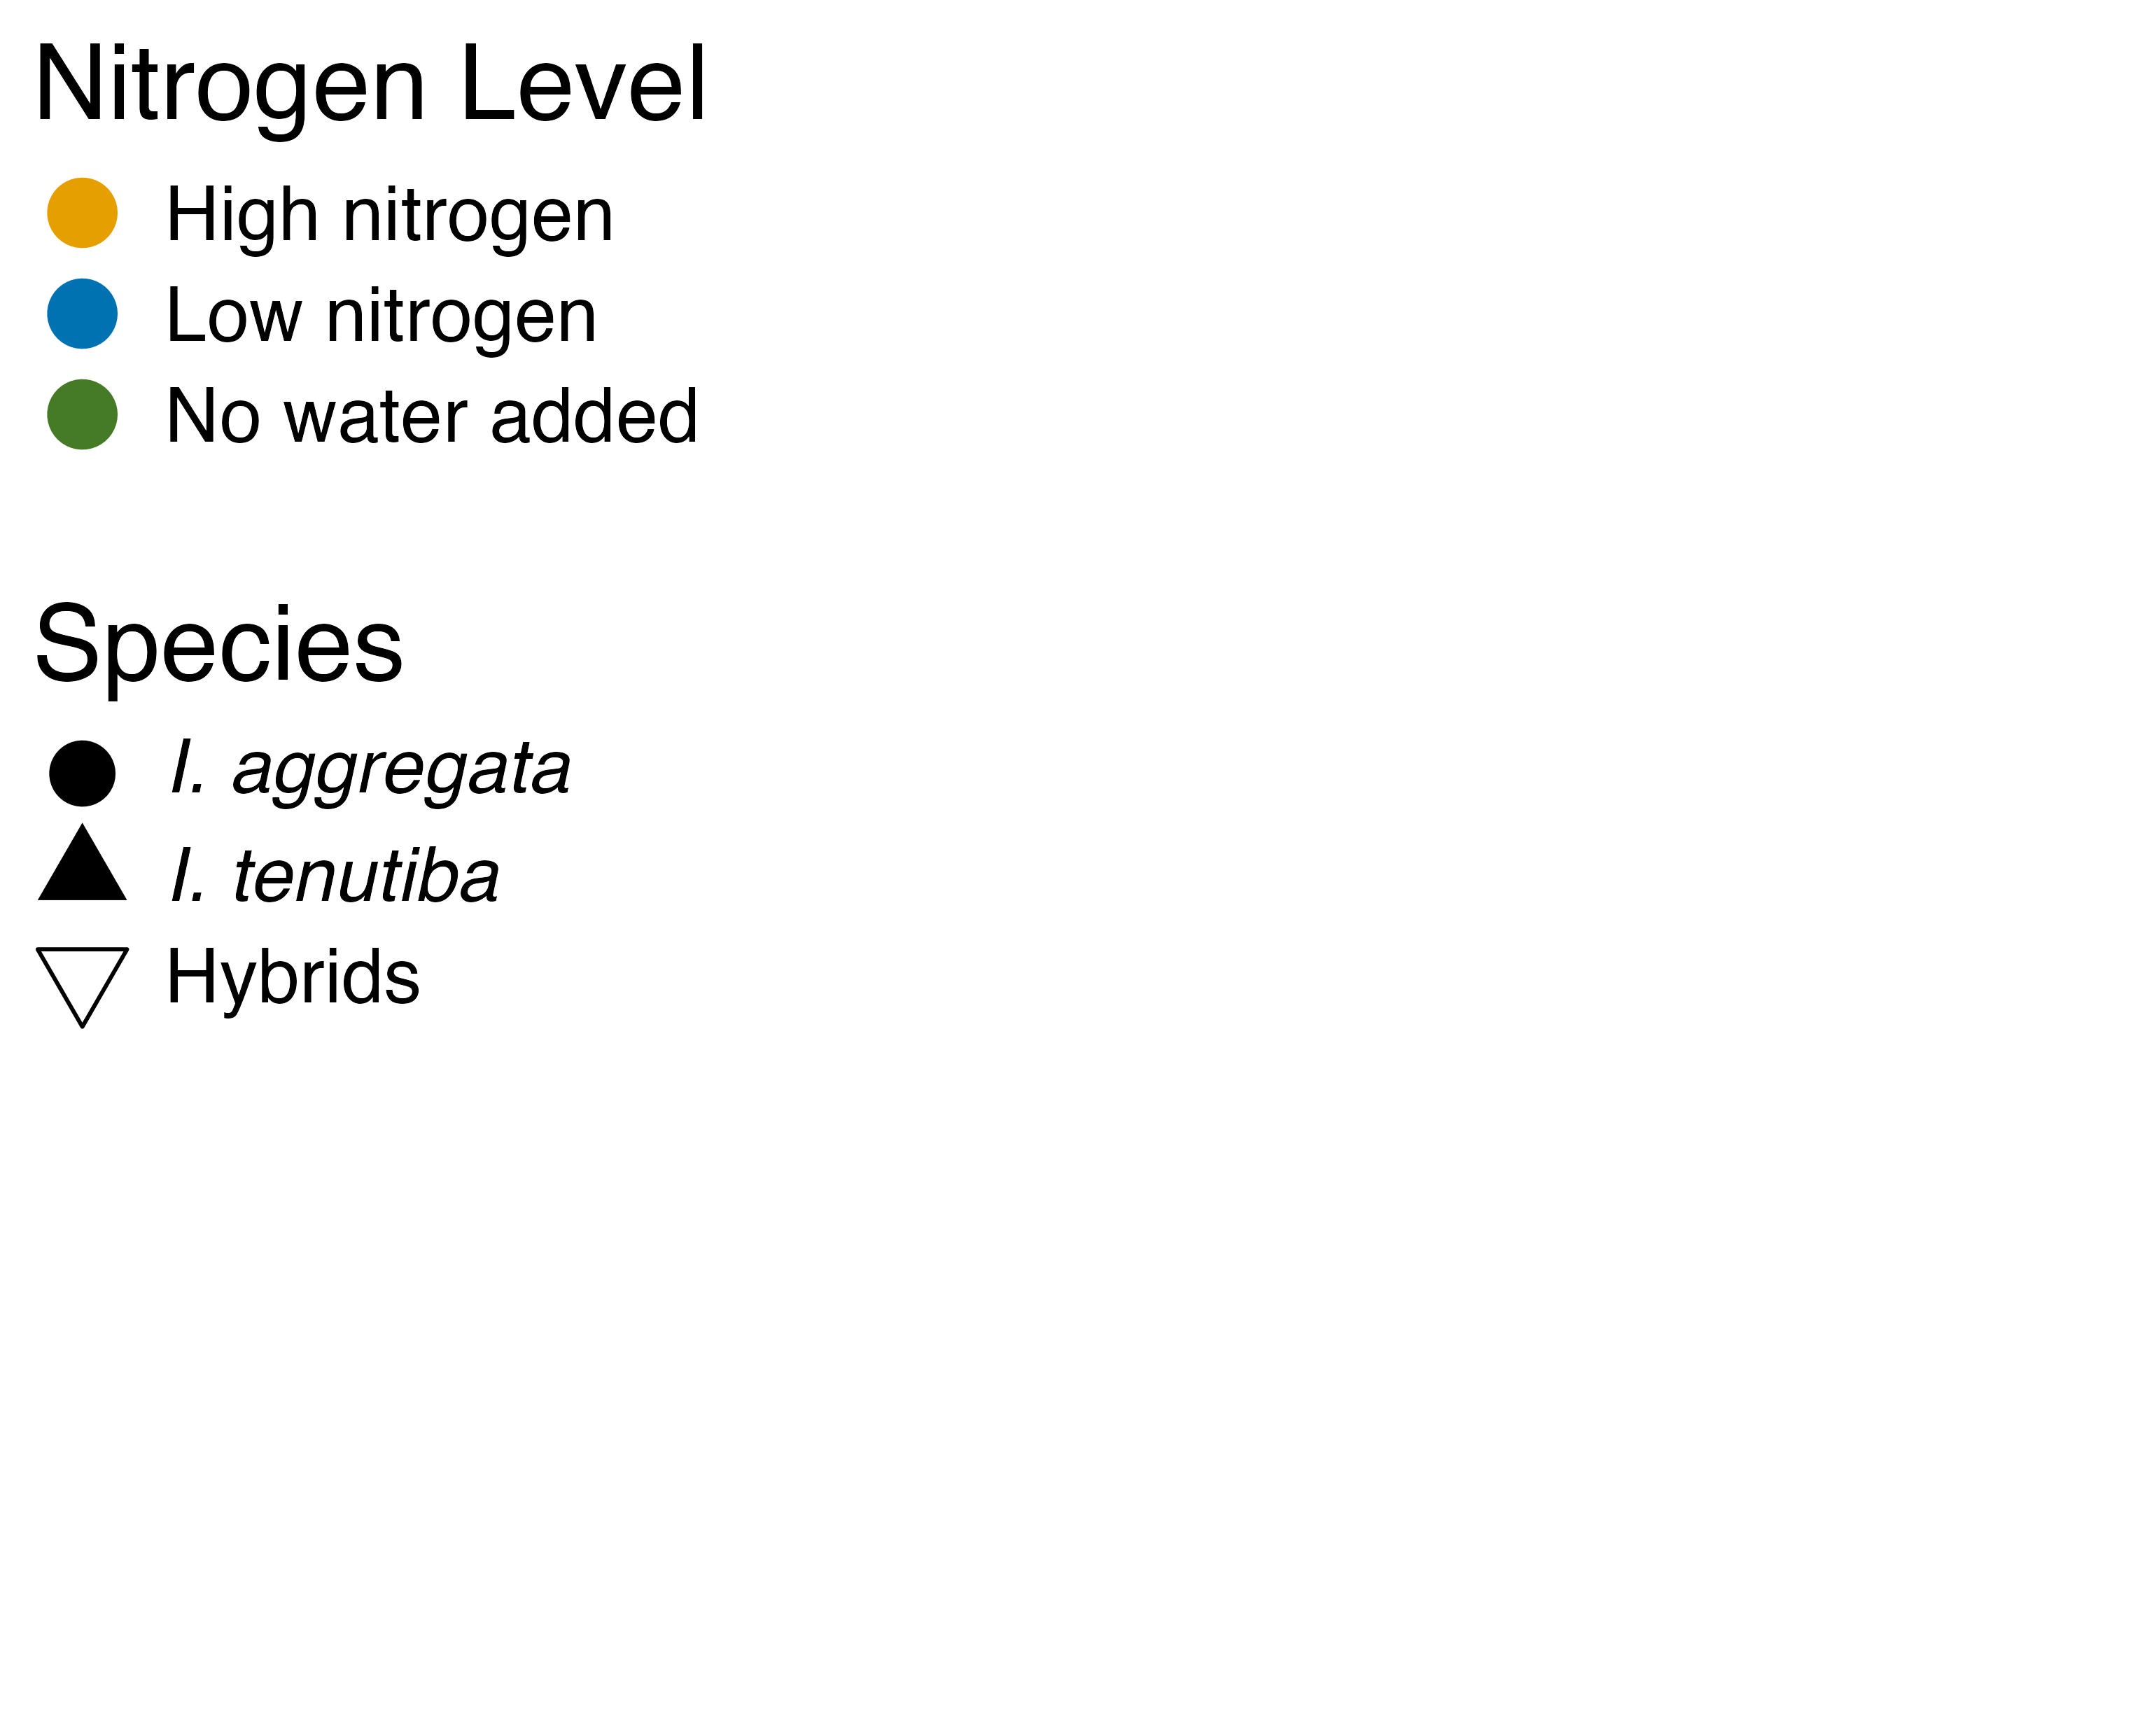 Nitrogen Level
High nitrogen
Low nitrogen
No water added
Species
I. aggregata
I. tenutiba
Hybrids